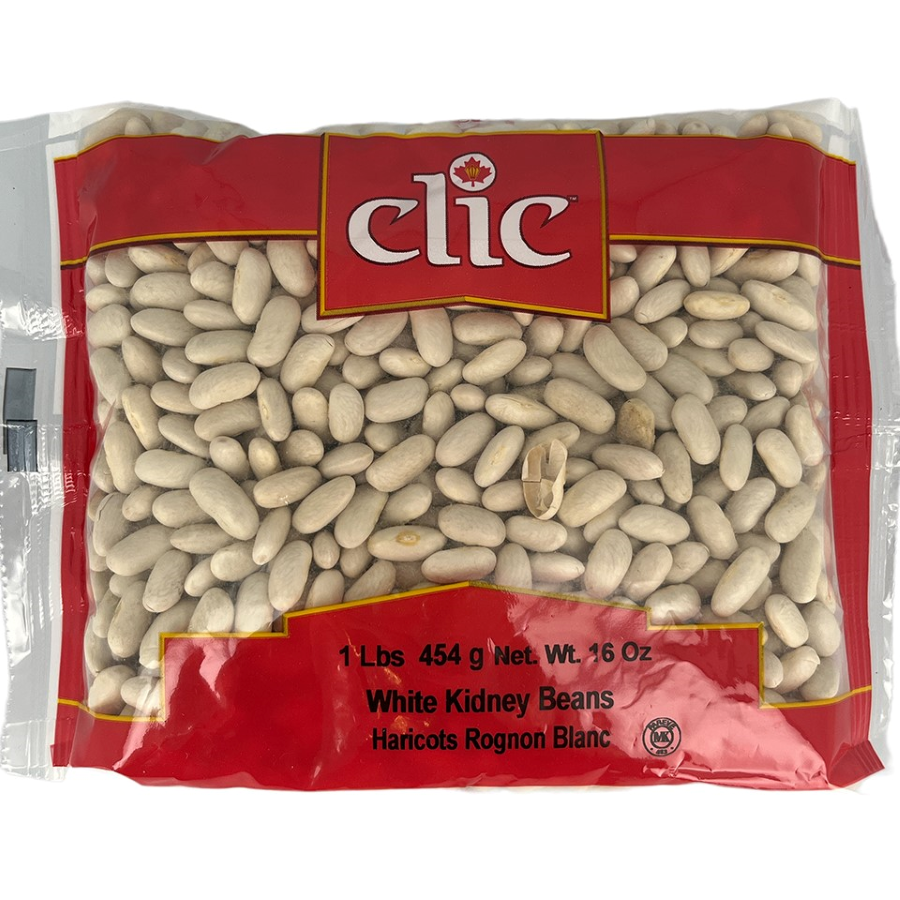 clic
1 Lbs 454 g Net. Wt. 16 Oz
White Kidney Beans
Haricots Rognon Blanc
MK